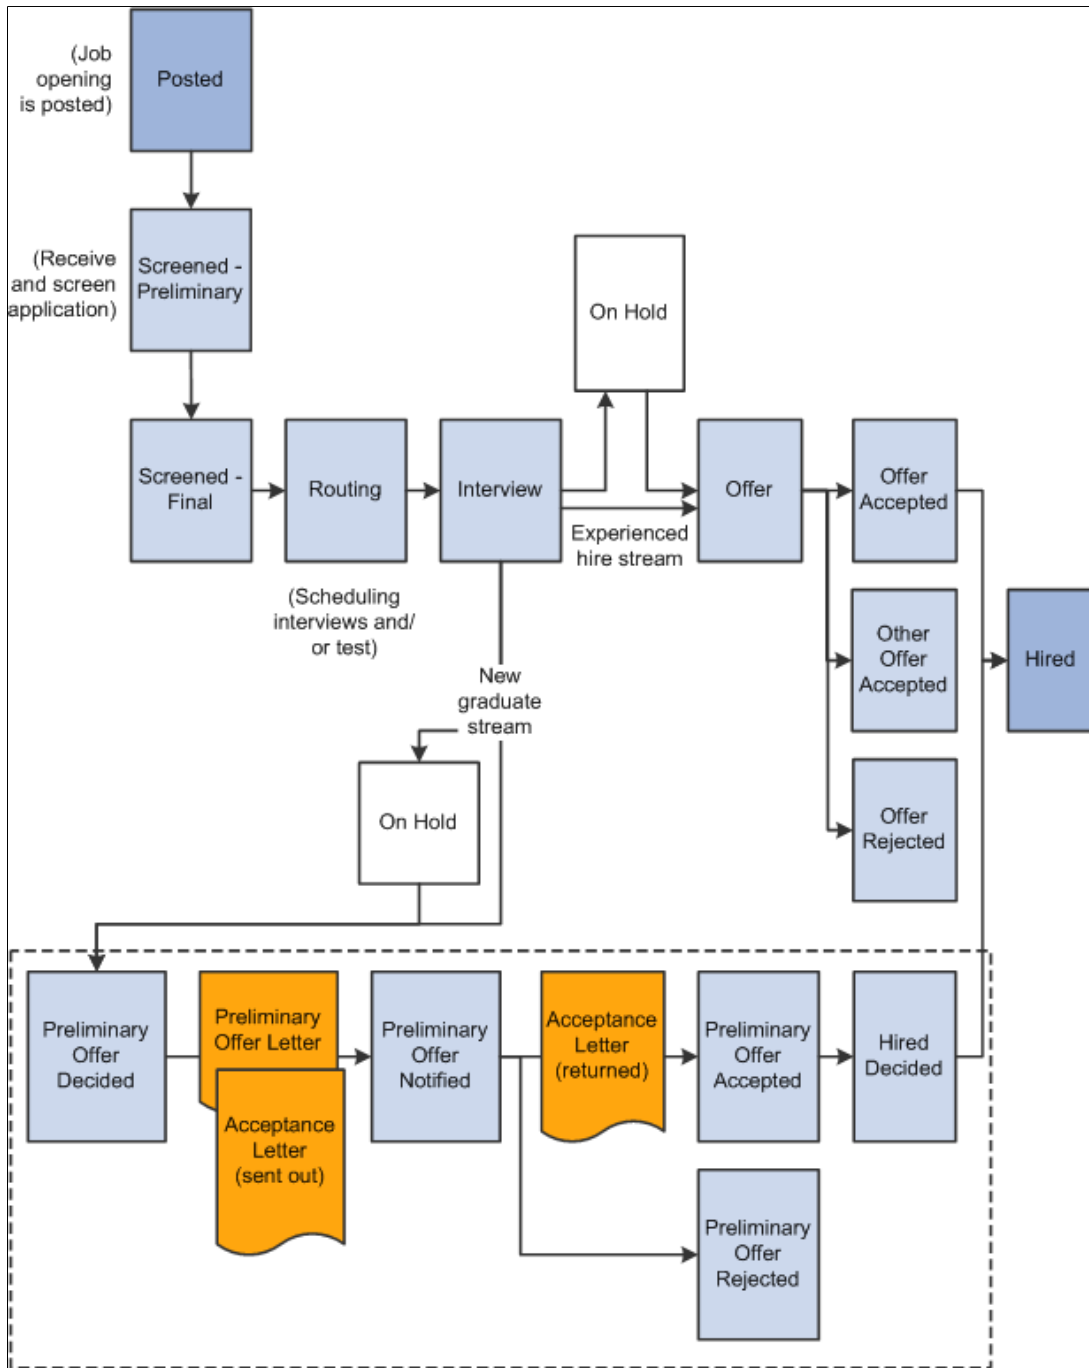 (Job
opening
is posted)
Posted
(Receive
and screen
application)
Screened -
Preliminary
On Hold
Screened -
Final
Routing
Interview
Offer
Offer
Accepted
Experienced
hire stream
(Scheduling
interviews and/
or test)
Other
Offer
Accepted
Hired
New
graduate
stream
On Hold
Offer
Rejected
Preliminary
Offer
Decided
Preliminary
Offer Letter
Acceptance
Letter
(sent out)
Preliminary
Offer
Notified
Acceptance
Letter
(returned)
Preliminary
Offer
Accepted
Hired
Decided
Preliminary
Offer
Rejected